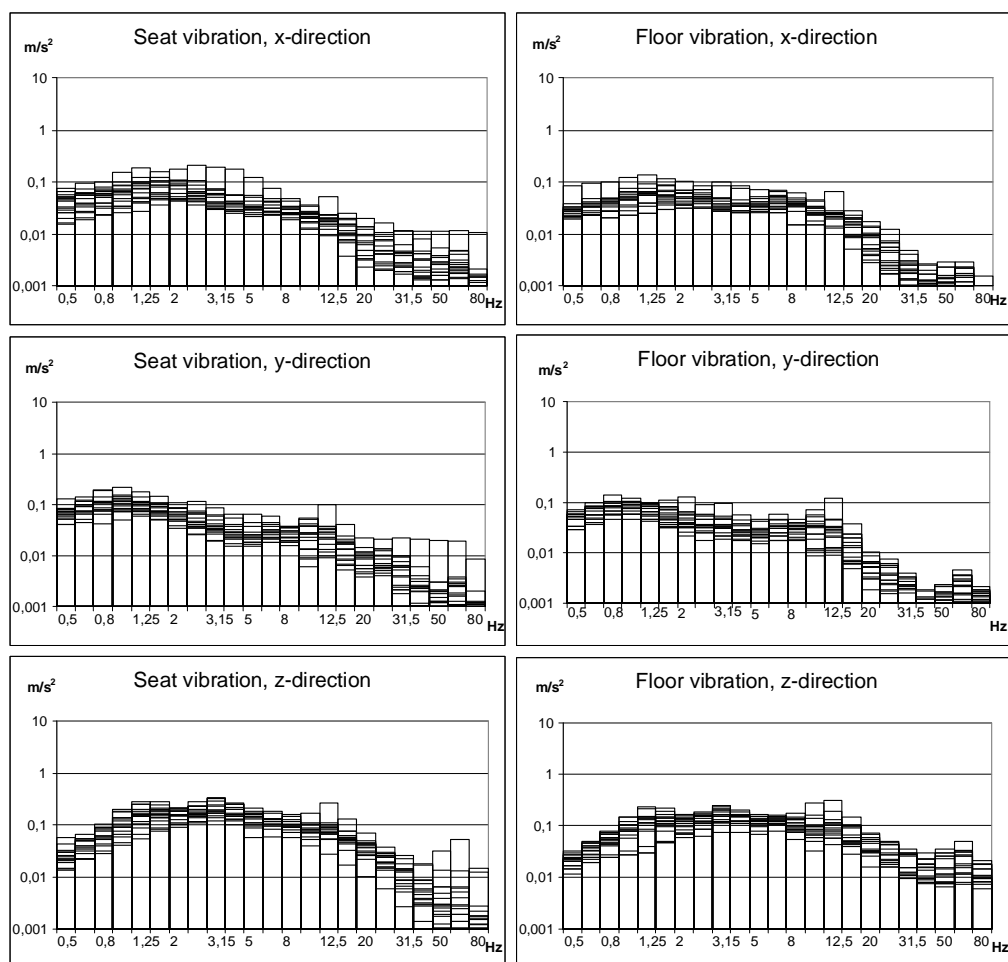 Seat vibration, x-direction
m/s²
10
1
0,1
0,01
0,001
0,5 0,8 1,25 2 3,15 5 8 12,5 20 31,5 50 80 Hz
Floor vibration, x-direction
m/s²
10
1
0,1
0,01
0,001
0,5 0,8 1,25 2 3,15 5 8 12,5 20 31,5 50 80 Hz
Seat vibration, y-direction
m/s²
10
1
0,1
0,01
0,001
0,5 0,8 1,25 2 3,15 5 8 12,5 20 31,5 50 80 Hz
Floor vibration, y-direction
m/s²
10
1
0,1
0,01
0,001
0,5 0,8 1,25 2 3,15 5 8 12,5 20 31,5 50 80 Hz
Seat vibration, z-direction
m/s²
10
1
0,1
0,01
0,001
0,5 0,8 1,25 2 3,15 5 8 12,5 20 31,5 50 80 Hz
Floor vibration, z-direction
m/s²
10
1
0,1
0,01
0,001
0,5 0,8 1,25 2 3,15 5 8 12,5 20 31,5 50 80 Hz